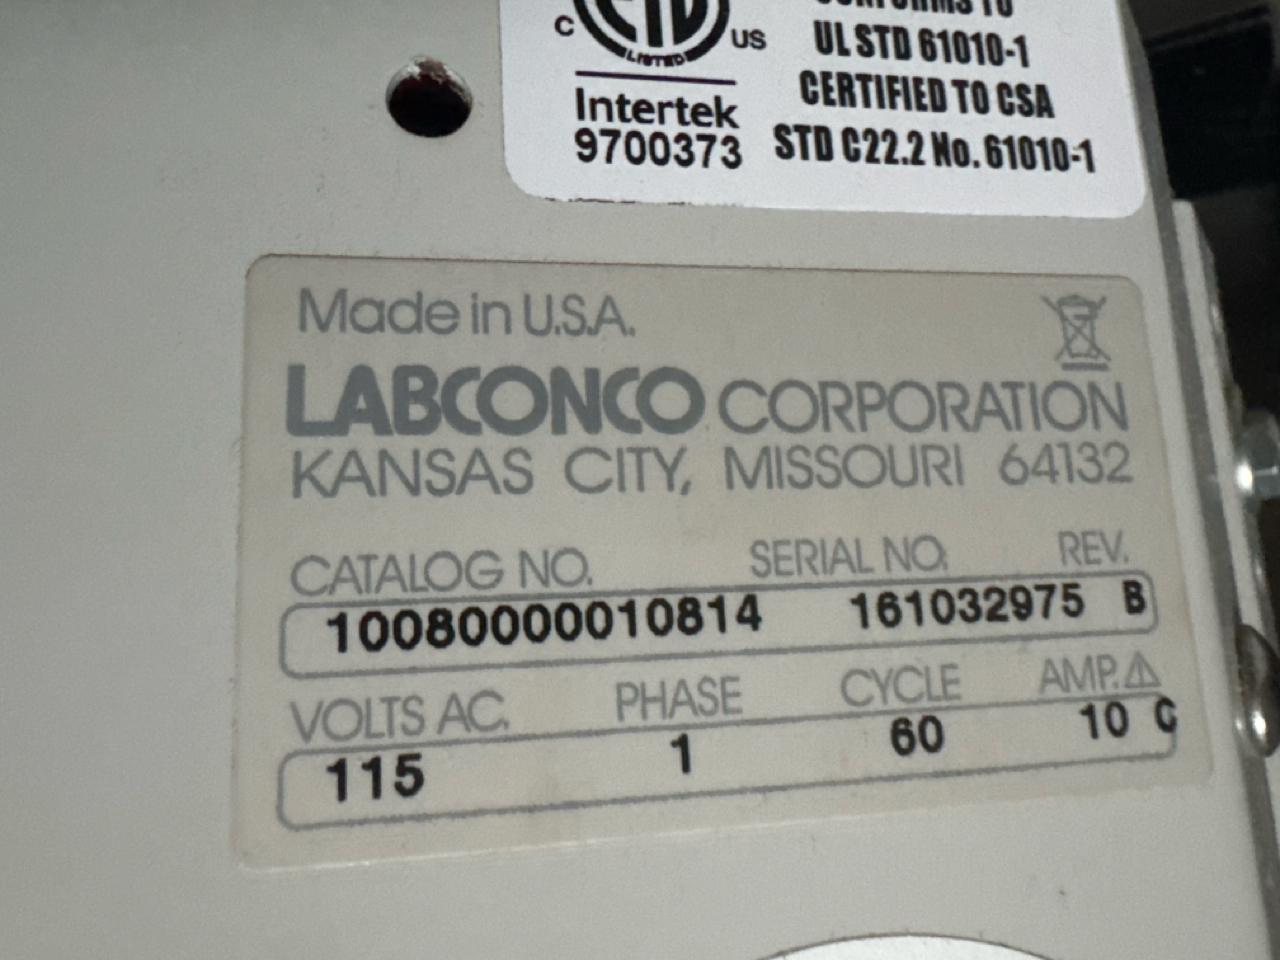 C
US
LISTED
Intertek
9700373
CONFORMS TO
UL STD 61010-1
CERTIFIED TO CSA
STD C22.2 No. 61010-1
Made in U.S.A.
LABCONCO CORPORATION
KANSAS CITY, MISSOURI 64132
CATALOG NO. SERIAL NO. REV.
10080000010814 161032975 B
VOLTS AC. PHASE CYCLE AMP.
115 1 60 10 C